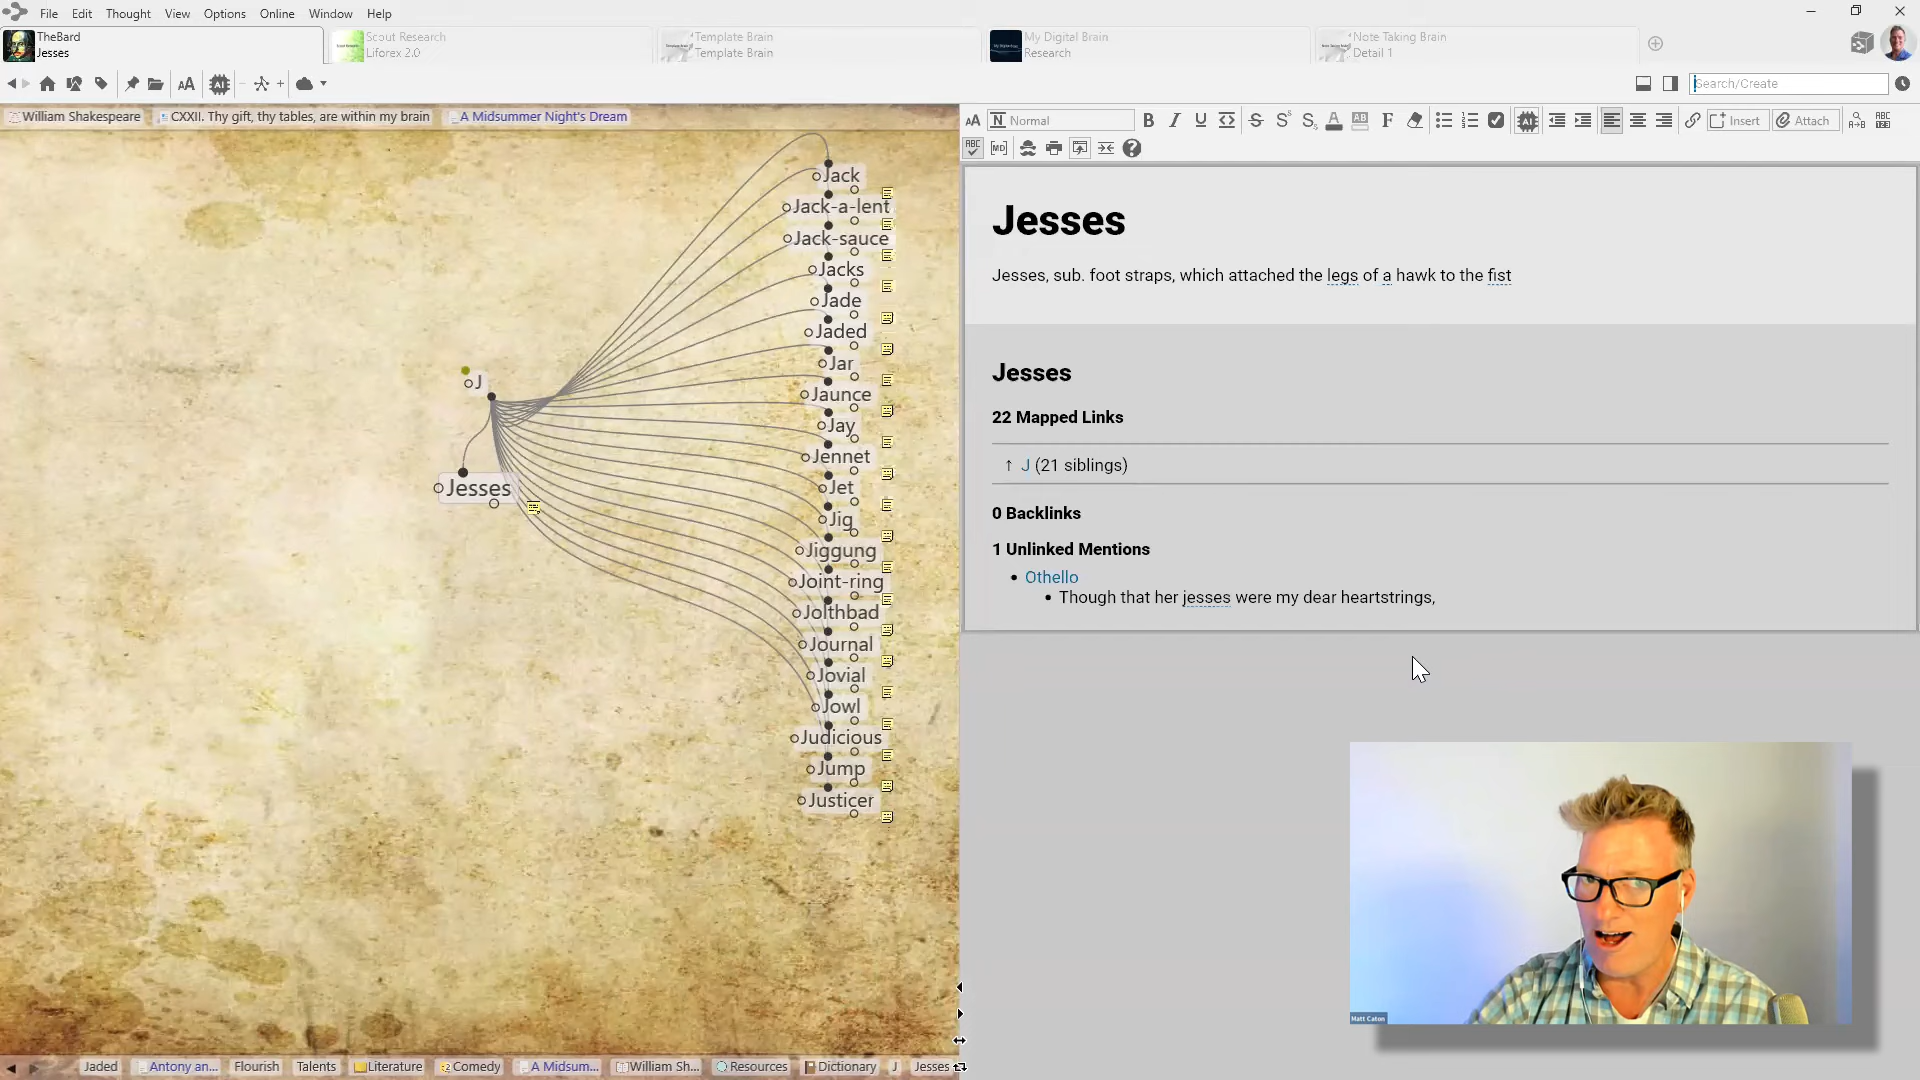 File Edit Thought View Options Online Window Help
TheBard
Jesses
Scout Research
Liforex 2.0
Template Brain
Template Brain
My Digital Brain
Research
Note Taking Brain
Detail 1
Search/Create
William Shakespeare
CXXII. Thy gift, thy tables, are within my brain
A Midsummer Night's Dream
Normal
Insert
Attach
J
Jesses
Jack
Jack-a-lent
Jack-sauce
Jacks
Jade
Jaded
Jar
Jaunce
Jay
Jennet
Jet
Jig
Jiggung
Joint-ring
Jolthbad
Journal
Jovial
Jowl
Judicious
Jump
Justicer
Jesses
Jesses, sub. foot straps, which attached the legs of a hawk to the fist
Jesses
22 Mapped Links
↑ J (21 siblings)
0 Backlinks
1 Unlinked Mentions
• Othello
• Though that her jesses were my dear heartstrings,
Matt Caton
Jaded Antony an... Flourish Talents Literature Comedy A Midsum... William Sh... Resources Dictionary J Jesses